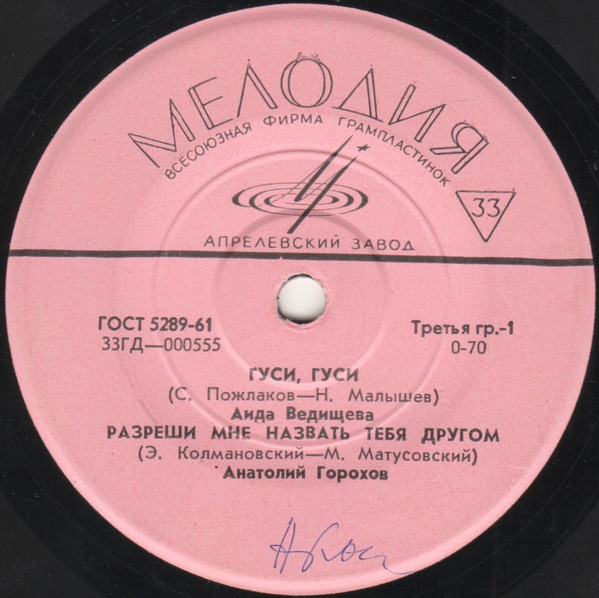 МЕЛОДИЯ
ВСЕСОЮЗНАЯ ФИРМА ГРАМПЛАСТИНОК
33
АПРЕЛЕВСКИЙ ЗАВОД
ГОСТ 5289-61 Третья гр.-1
33ГД—000555 0-70
ГУСИ, ГУСИ
(С. Пожлаков—Н. Малышев)
Аида Ведищева
РАЗРЕШИ МНЕ НАЗВАТЬ ТЕБЯ ДРУГОМ
(Э. Колмановский—М. Матусовский)
Анатолий Горохов